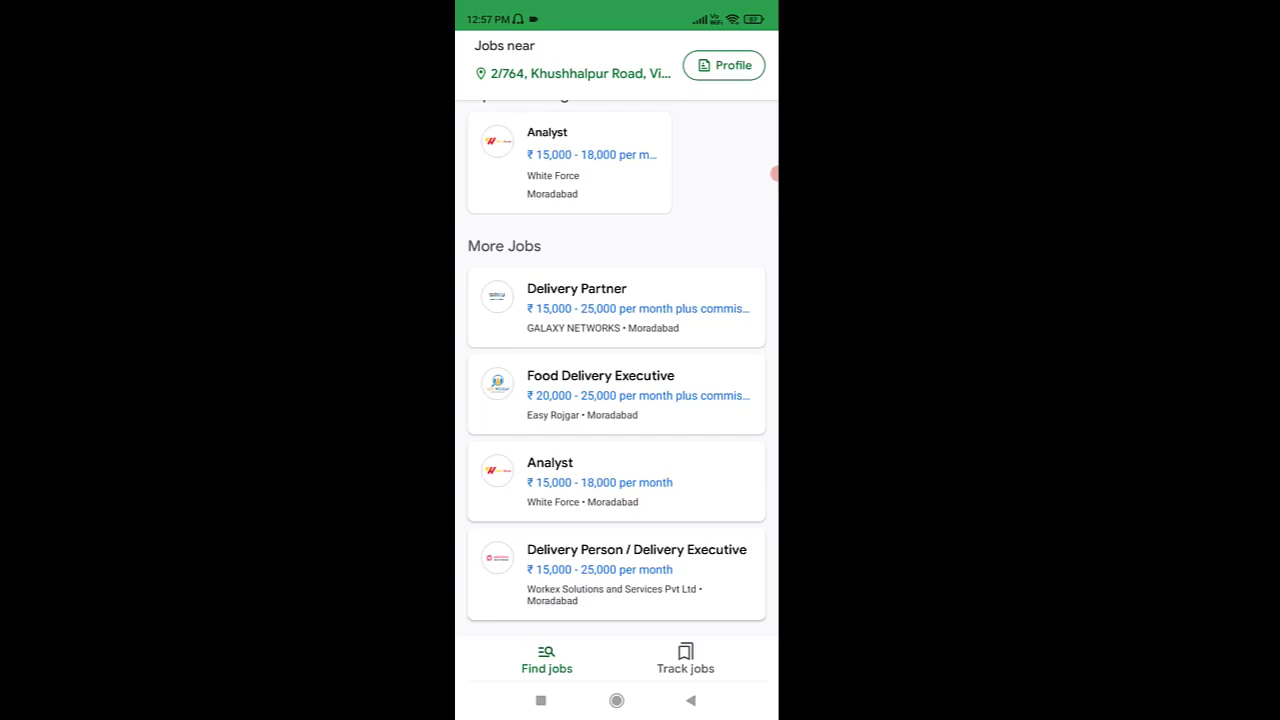 12:57 PM
Vo
WiFi
87
Jobs near
2/764, Khushhalpur Road, Vi...
Profile
Analyst
₹ 15,000 - 18,000 per m...
White Force
Moradabad
More Jobs
Delivery Partner
₹ 15,000 - 25,000 per month plus commis...
GALAXY NETWORKS • Moradabad
Food Delivery Executive
₹ 20,000 - 25,000 per month plus commis...
Easy Rojgar • Moradabad
Analyst
₹ 15,000 - 18,000 per month
White Force • Moradabad
Delivery Person / Delivery Executive
₹ 15,000 - 25,000 per month
Workex Solutions and Services Pvt Ltd •
Moradabad
Find jobs
Track jobs